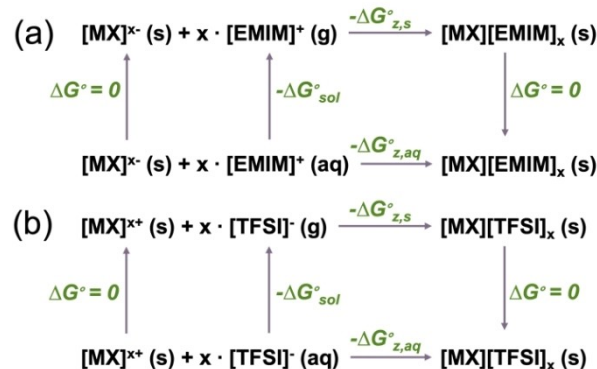 (a) [MX]ˣ⁻ (s) + x · [EMIM]⁺ (g) -ΔG°z,s [MX][EMIM]ₓ (s)
ΔG° = 0 -ΔG°sol ΔG° = 0
[MX]ˣ⁻ (s) + x · [EMIM]⁺ (aq) -ΔG°z,aq [MX][EMIM]ₓ (s)
(b) [MX]ˣ⁺ (s) + x · [TFSI]⁻ (g) -ΔG°z,s [MX][TFSI]ₓ (s)
ΔG° = 0 -ΔG°sol ΔG° = 0
[MX]ˣ⁺ (s) + x · [TFSI]⁻ (aq) -ΔG°z,aq [MX][TFSI]ₓ (s)